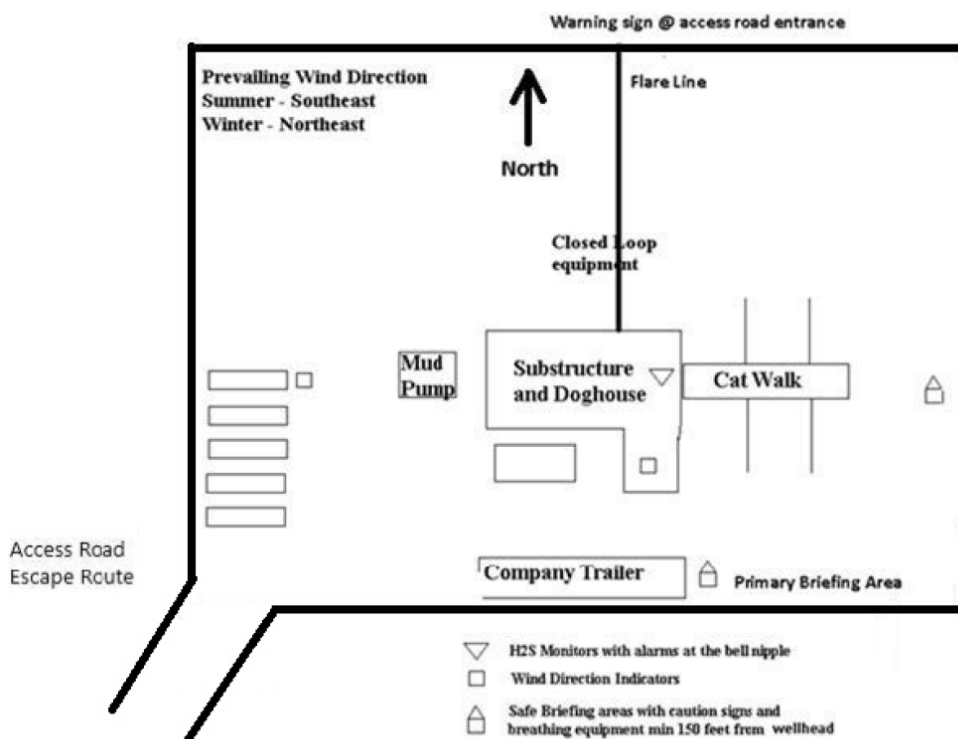 Warning sign @ access road entrance
Prevailing Wind Direction
Summer - Southeast
Winter - Northeast
Flare Line
North
Closed Loop
equipment
Mud
Pump
Substructure
and Doghouse
Cat Walk
Access Road
Escape Route
Company Trailer
Primary Briefing Area
H2S Monitors with alarms at the bell nipple
Wind Direction Indicators
Safe Briefing areas with caution signs and
breathing equipment min 150 feet from wellhead